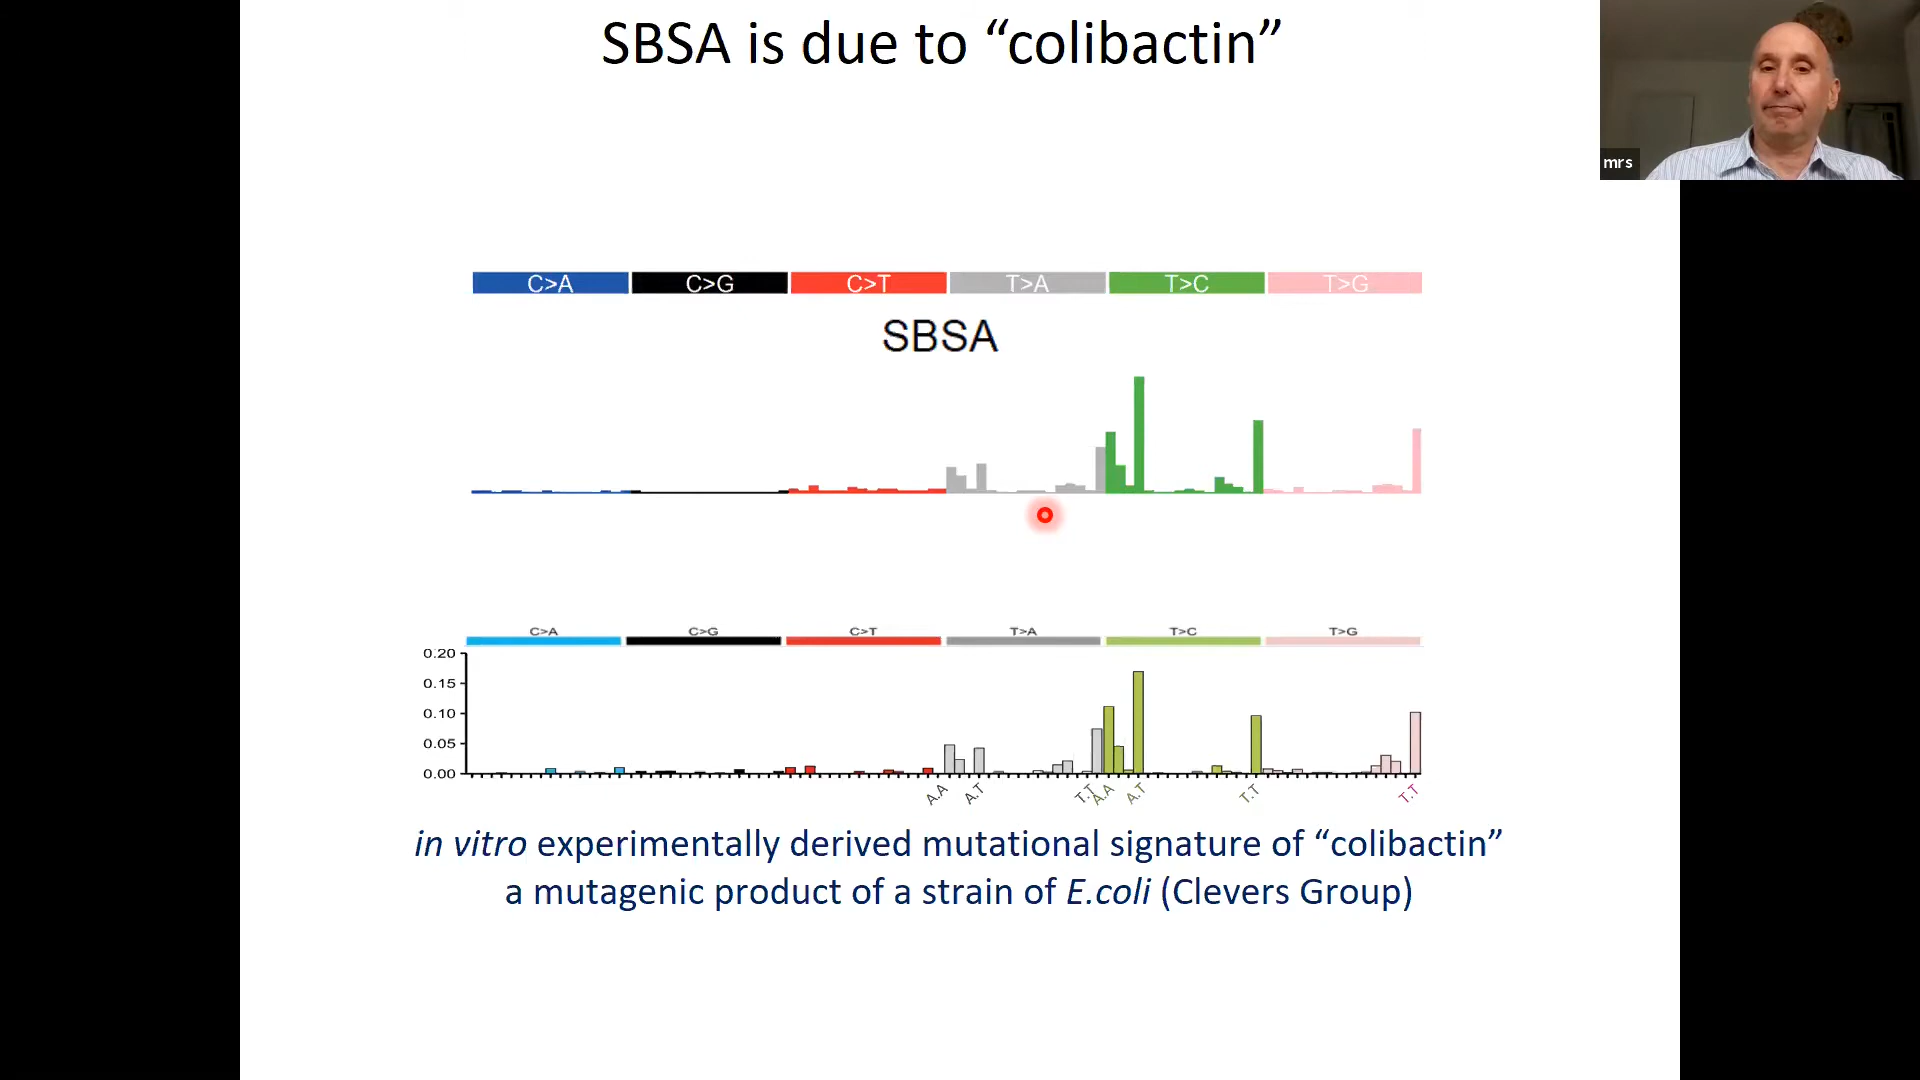 SBSA is due to “colibactin”
mrs
C>A C>G C>T T>A T>C T>G
SBSA
C>A C>G C>T T>A T>C T>G
0.20
0.15
0.10
0.05
0.00
A.A A.T T.T A.A A.T T.T T.T
in vitro experimentally derived mutational signature of “colibactin”
a mutagenic product of a strain of E.coli (Clevers Group)